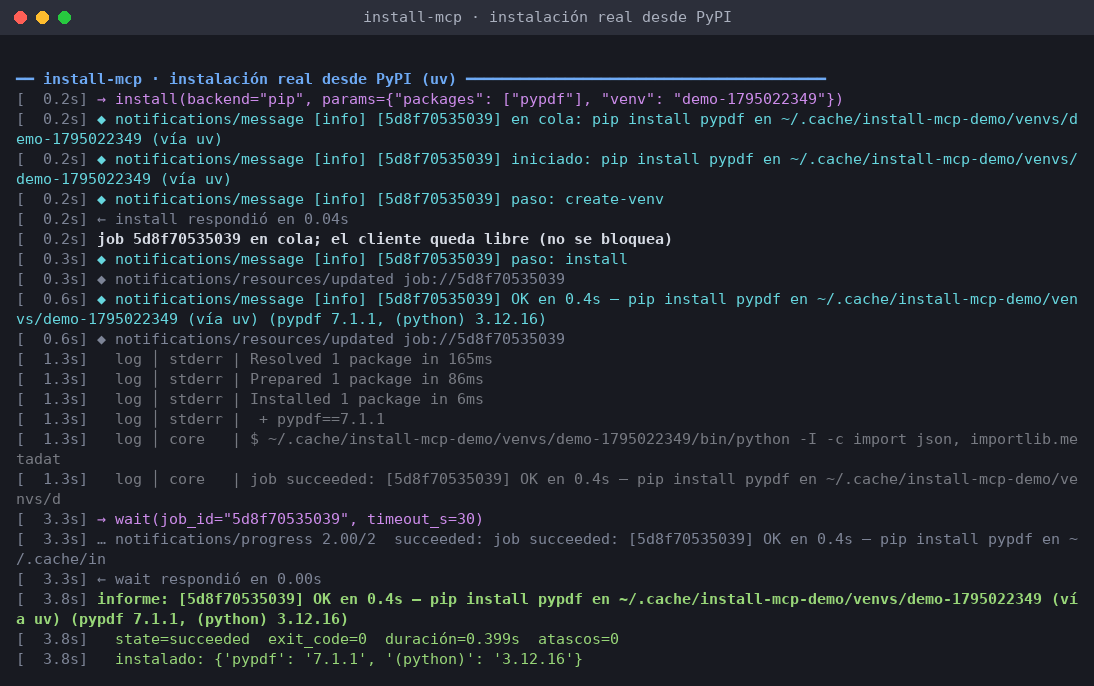 install-mcp · instalación real desde PyPI
━━ install-mcp · instalación real desde PyPI (uv) ━━━━━━━━━━━━━━━━━━━━━━━━━━━━━━━━━━━━━━━━
[  0.2s] → install(backend="pip", params={"packages": ["pypdf"], "venv": "demo-1795022349"})
[  0.2s] ◆ notifications/message [info] [5d8f70535039] en cola: pip install pypdf en ~/.cache/install-mcp-demo/venvs/d
emo-1795022349 (vía uv)
[  0.2s] ◆ notifications/message [info] [5d8f70535039] iniciado: pip install pypdf en ~/.cache/install-mcp-demo/venvs/
demo-1795022349 (vía uv)
[  0.2s] ◆ notifications/message [info] [5d8f70535039] paso: create-venv
[  0.2s] ← install respondió en 0.04s
[  0.2s] job 5d8f70535039 en cola; el cliente queda libre (no se bloquea)
[  0.3s] ◆ notifications/message [info] [5d8f70535039] paso: install
[  0.3s] ◆ notifications/resources/updated job://5d8f70535039
[  0.6s] ◆ notifications/message [info] [5d8f70535039] OK en 0.4s — pip install pypdf en ~/.cache/install-mcp-demo/ven
vs/demo-1795022349 (vía uv) (pypdf 7.1.1, (python) 3.12.16)
[  0.6s] ◆ notifications/resources/updated job://5d8f70535039
[  1.3s]   log │ stderr | Resolved 1 package in 165ms
[  1.3s]   log │ stderr | Prepared 1 package in 86ms
[  1.3s]   log │ stderr | Installed 1 package in 6ms
[  1.3s]   log │ stderr |  + pypdf==7.1.1
[  1.3s]   log │ core   | $ ~/.cache/install-mcp-demo/venvs/demo-1795022349/bin/python -I -c import json, importlib.me
tadat
[  1.3s]   log │ core   | job succeeded: [5d8f70535039] OK en 0.4s — pip install pypdf en ~/.cache/install-mcp-demo/ve
nvs/d
[  3.3s] → wait(job_id="5d8f70535039", timeout_s=30)
[  3.3s] … notifications/progress 2.00/2  succeeded: job succeeded: [5d8f70535039] OK en 0.4s — pip install pypdf en ~
/.cache/in
[  3.3s] ← wait respondió en 0.00s
[  3.8s] informe: [5d8f70535039] OK en 0.4s — pip install pypdf en ~/.cache/install-mcp-demo/venvs/demo-1795022349 (ví
a uv) (pypdf 7.1.1, (python) 3.12.16)
[  3.8s]   state=succeeded  exit_code=0  duración=0.399s  atascos=0
[  3.8s]   instalado: {'pypdf': '7.1.1', '(python)': '3.12.16'}